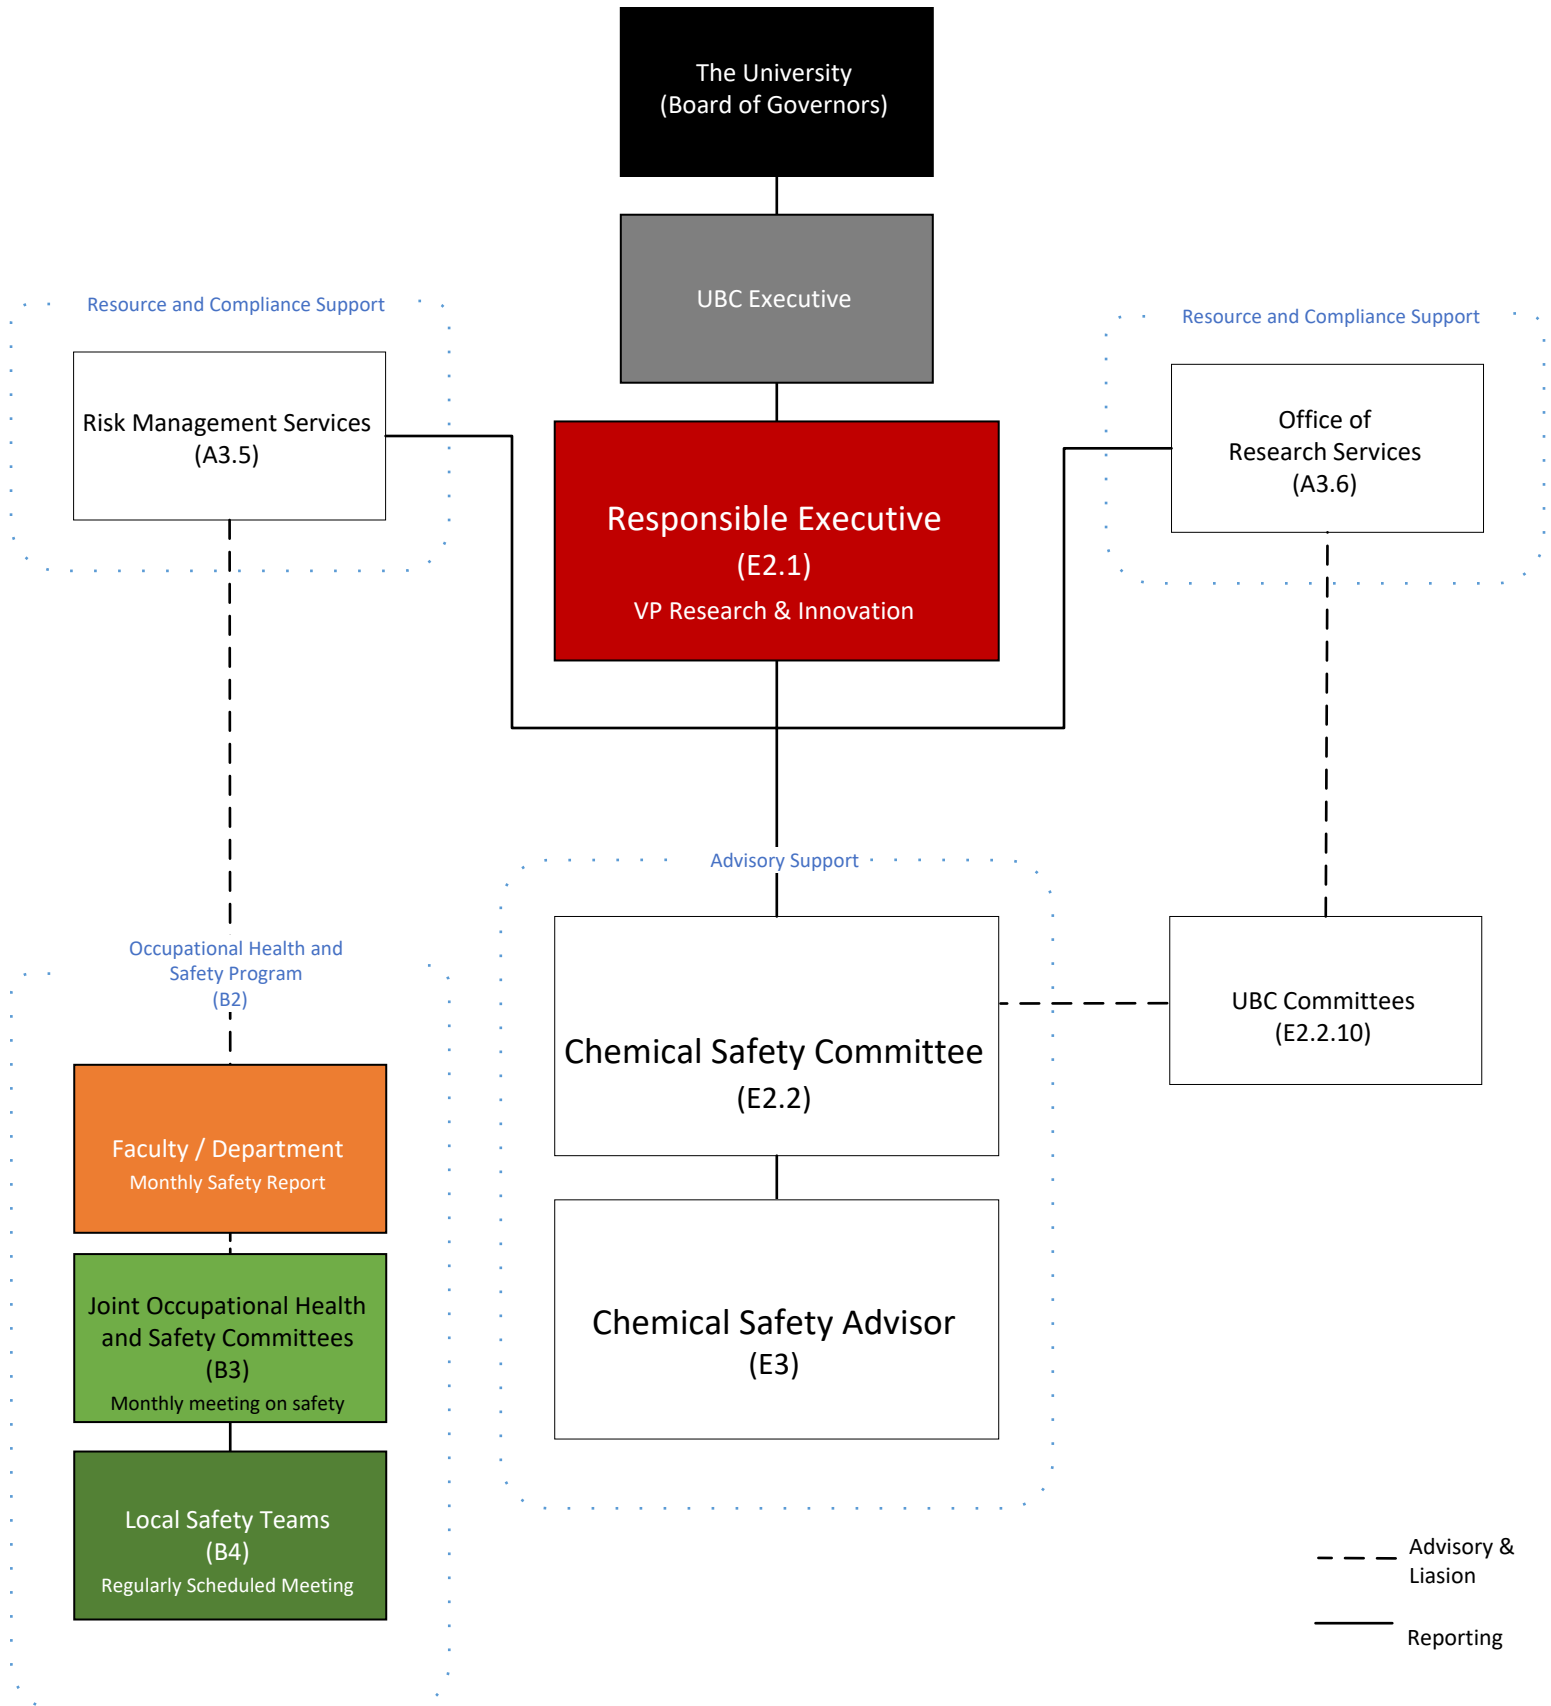 The University
(Board of Governors)
UBC Executive
Resource and Compliance Support
Risk Management Services
(A3.5)
Resource and Compliance Support
Office of
Research Services
(A3.6)
Responsible Executive
(E2.1)
VP Research & Innovation
Advisory Support
Chemical Safety Committee
(E2.2)
UBC Committees
(E2.2.10)
Chemical Safety Advisor
(E3)
Occupational Health and
Safety Program
(B2)
Faculty / Department
Monthly Safety Report
Joint Occupational Health
and Safety Committees
(B3)
Monthly meeting on safety
Local Safety Teams
(B4)
Regularly Scheduled Meeting
Advisory &
Liasion
Reporting